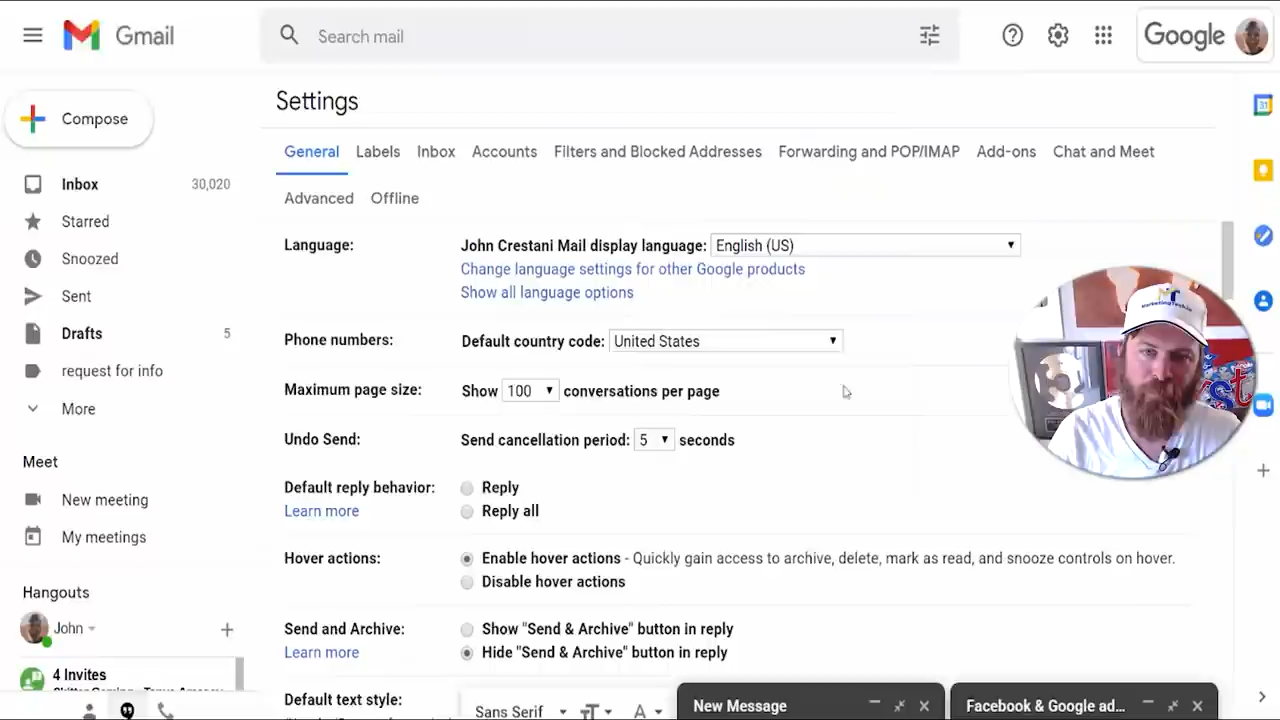 Gmail
Search mail
Google
Compose
Inbox 30,020
Starred
Snoozed
Sent
Drafts 5
request for info
More
Meet
New meeting
My meetings
Hangouts
John
4 Invites
Settings
General Labels Inbox Accounts Filters and Blocked Addresses Forwarding and POP/IMAP Add-ons Chat and Meet
Advanced Offline
Language: John Crestani Mail display language: English (US)
Change language settings for other Google products
Show all language options
Phone numbers: Default country code: United States
Maximum page size: Show 100 conversations per page
Undo Send: Send cancellation period: 5 seconds
Default reply behavior: Reply
Learn more Reply all
Hover actions: Enable hover actions - Quickly gain access to archive, delete, mark as read, and snooze controls on hover.
Disable hover actions
Send and Archive: Show "Send & Archive" button in reply
Learn more Hide "Send & Archive" button in reply
Default text style: Sans Serif
New Message
Facebook & Google ad...
31